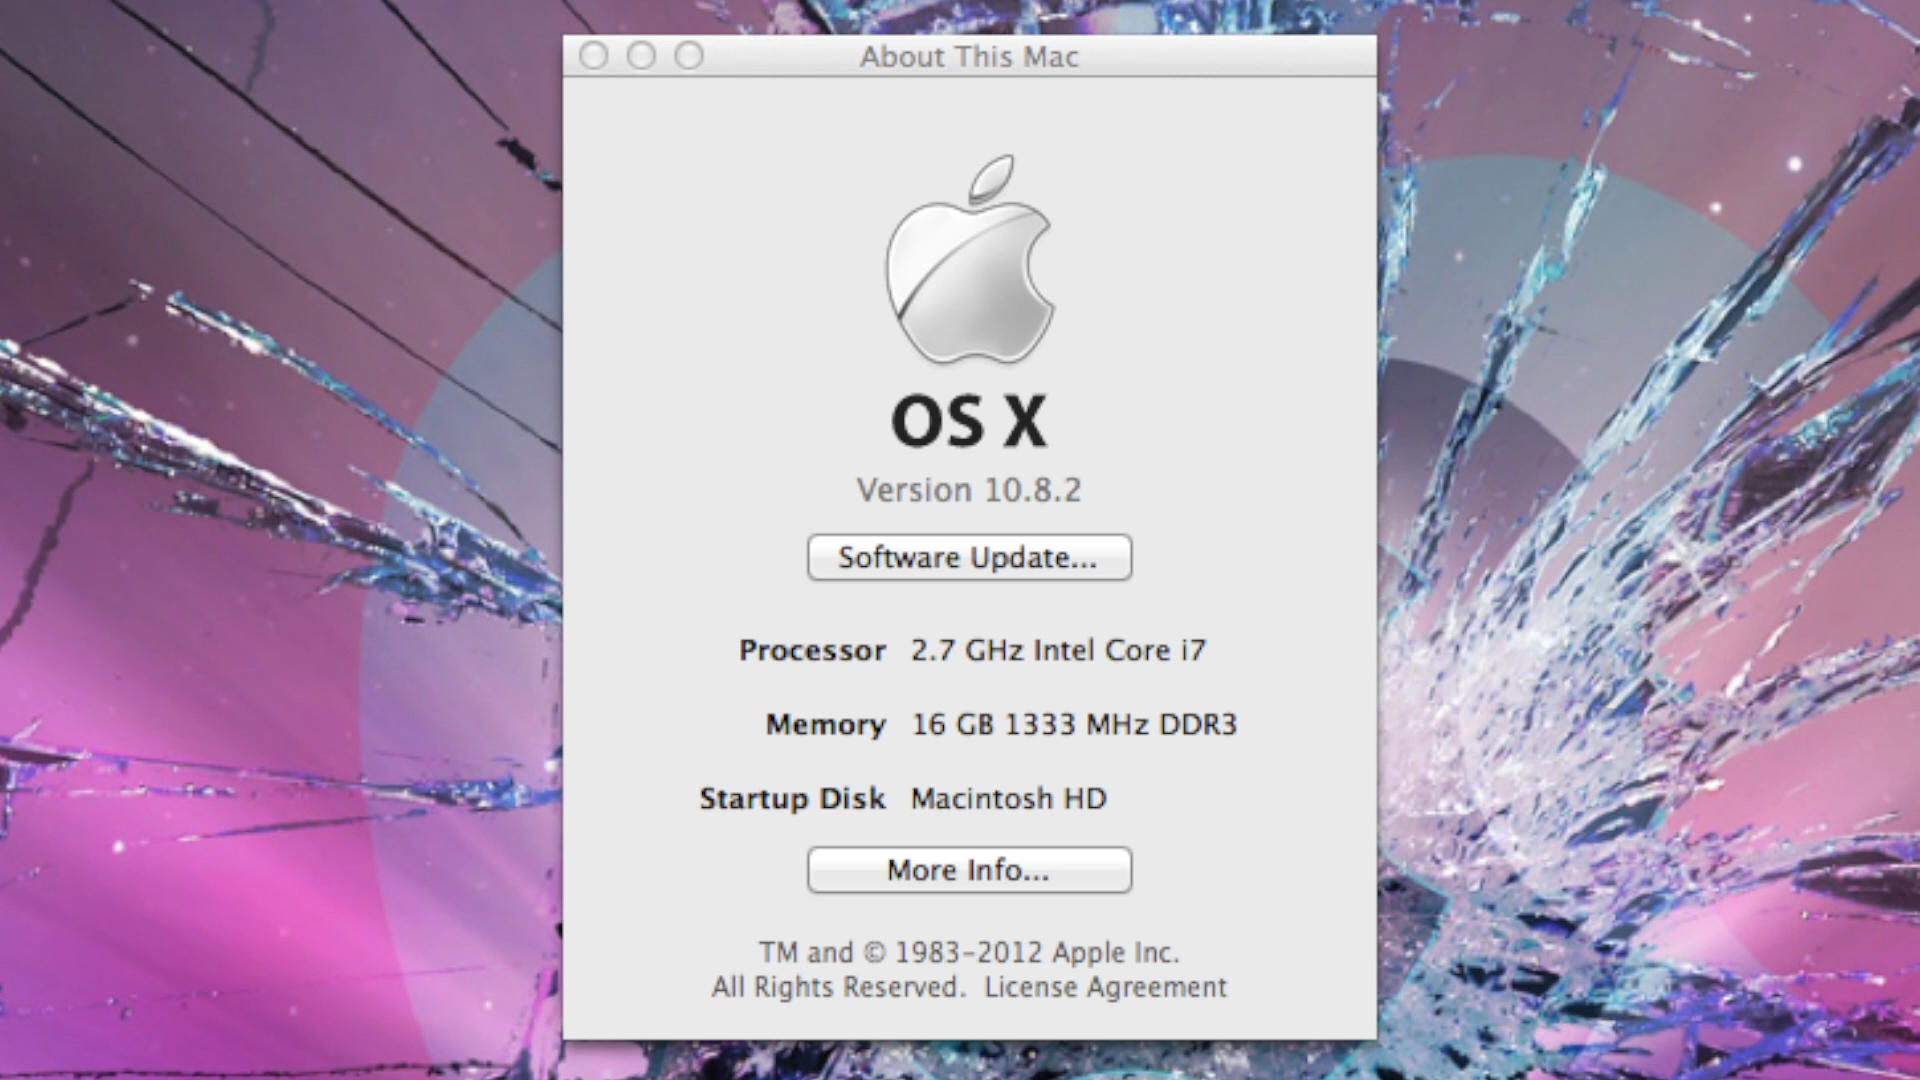 About This Mac
OS X
Version 10.8.2
Software Update...
Processor 2.7 GHz Intel Core i7
Memory 16 GB 1333 MHz DDR3
Startup Disk Macintosh HD
More Info...
TM and © 1983-2012 Apple Inc.
All Rights Reserved. License Agreement